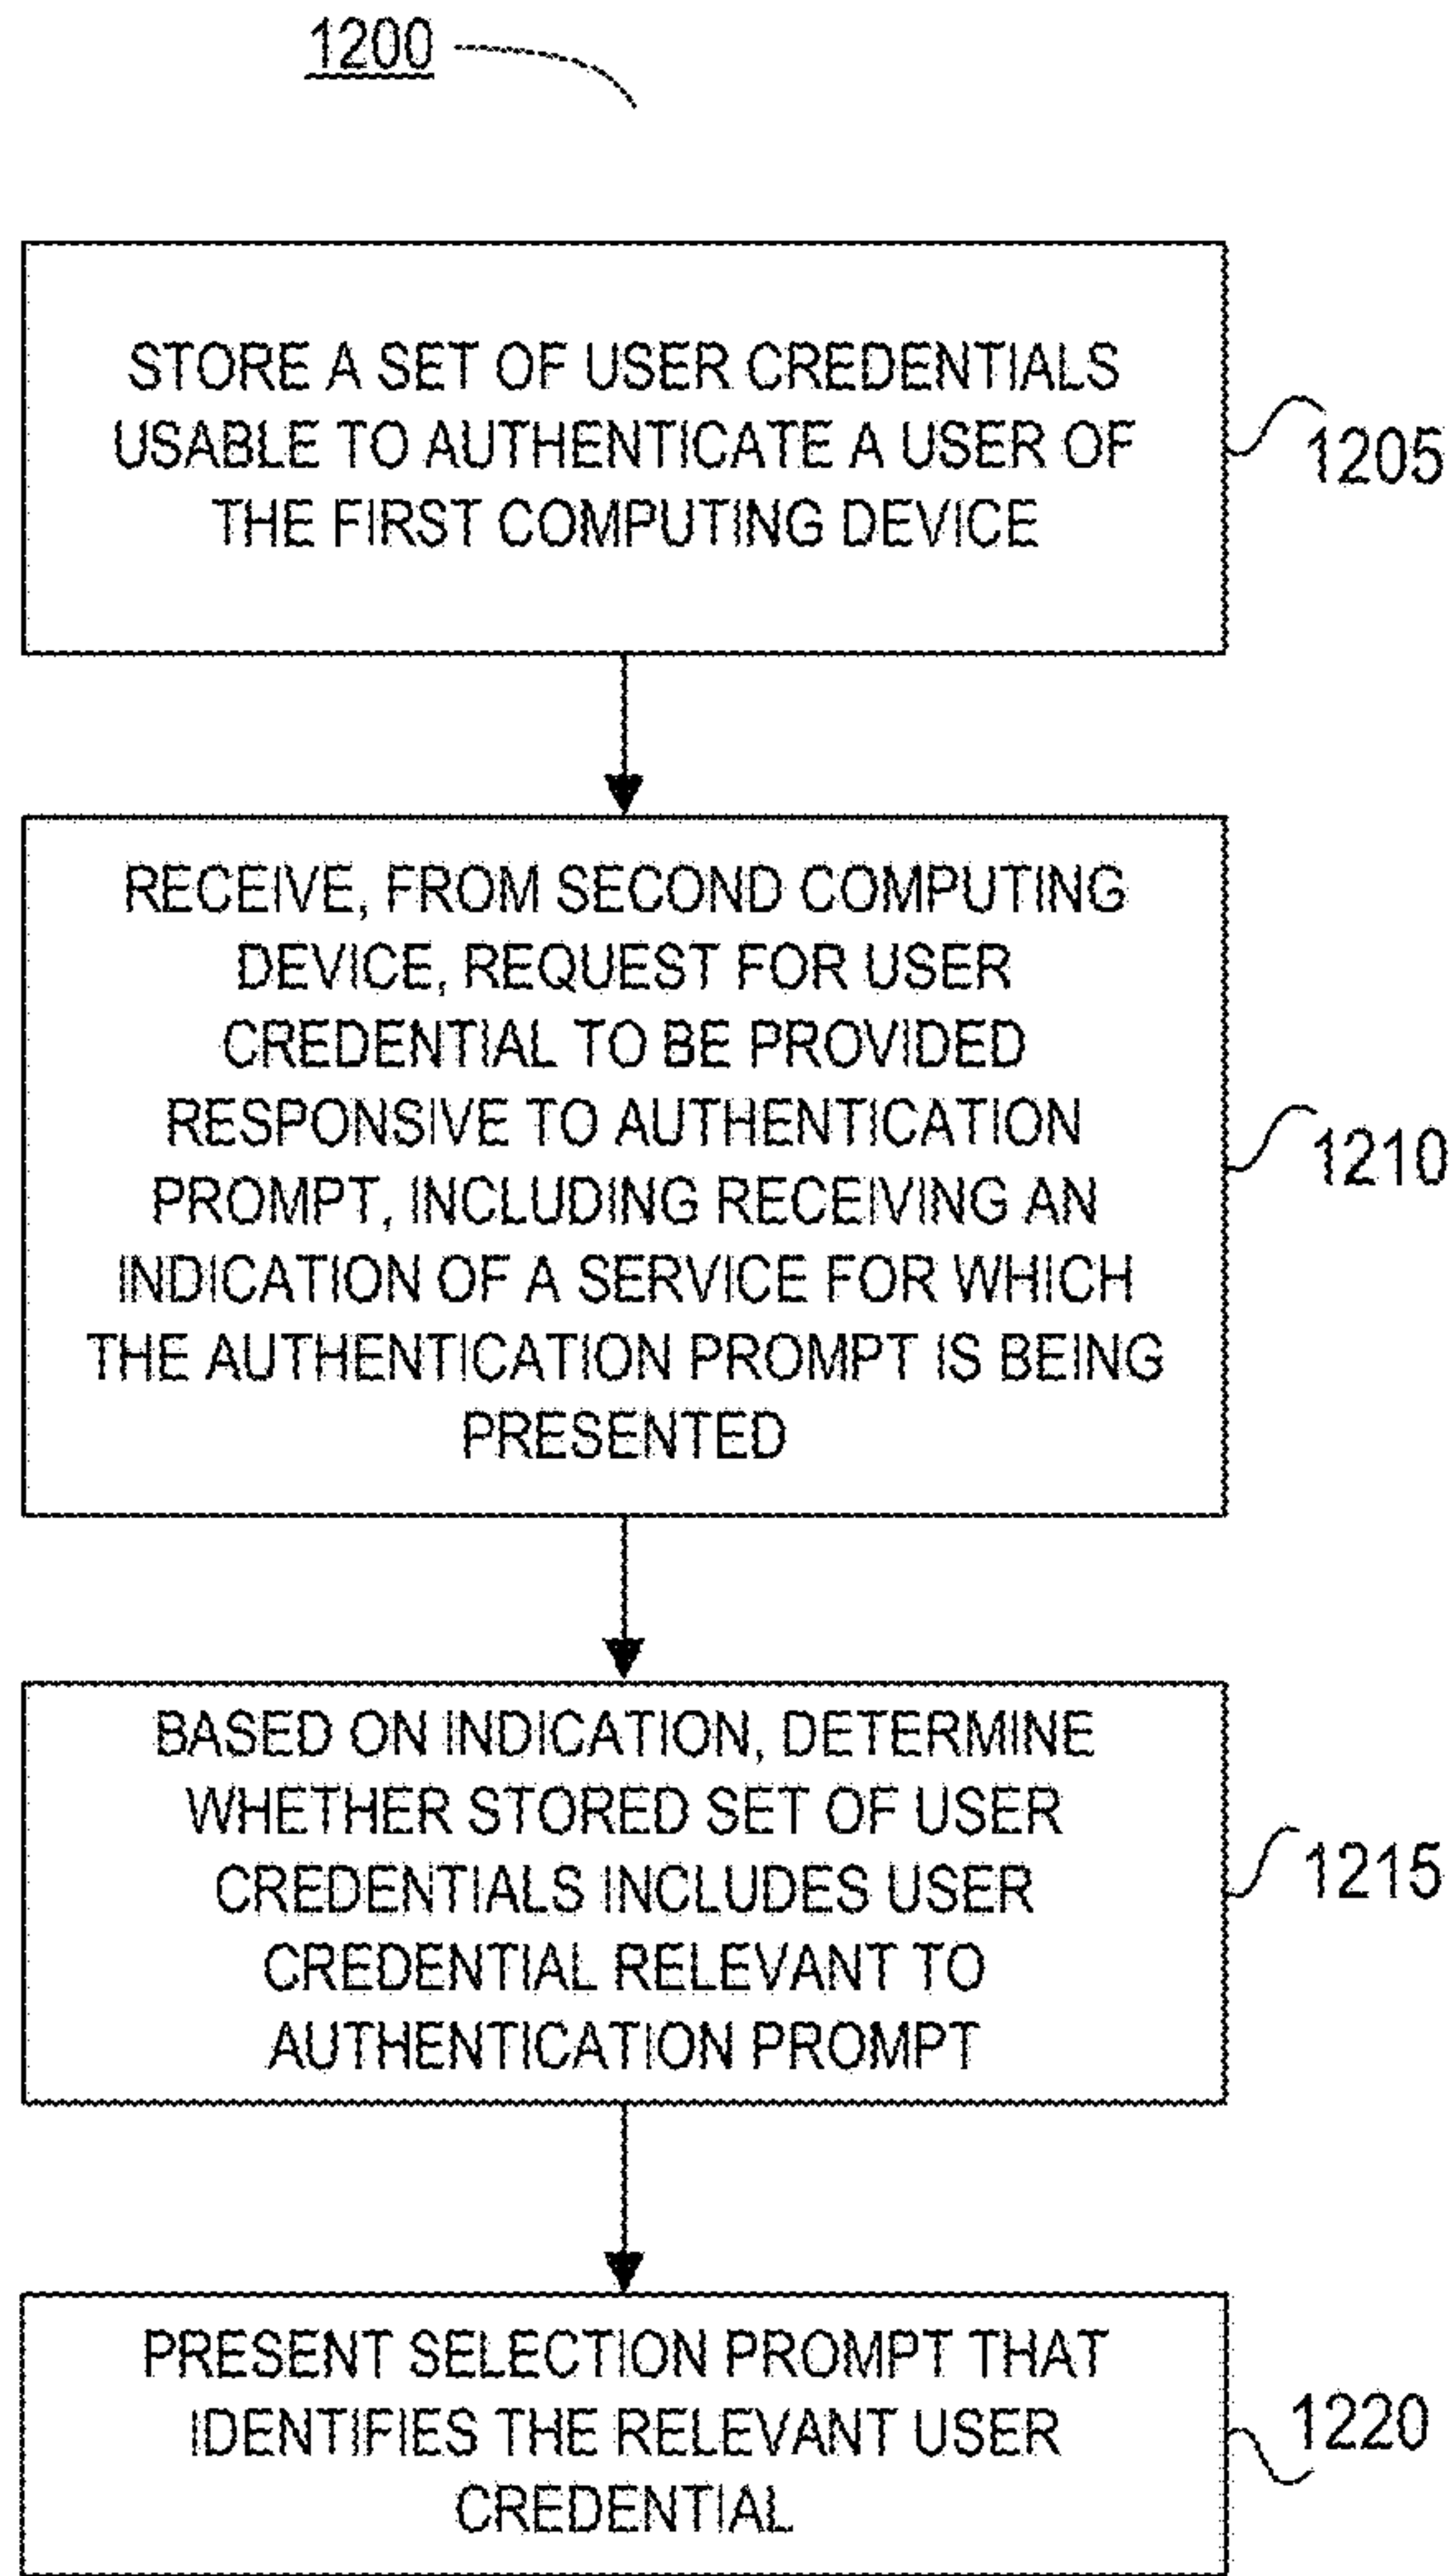 1200
STORE A SET OF USER CREDENTIALS
USABLE TO AUTHENTICATE A USER OF
THE FIRST COMPUTING DEVICE
1205
RECEIVE, FROM SECOND COMPUTING
DEVICE, REQUEST FOR USER
CREDENTIAL TO BE PROVIDED
RESPONSIVE TO AUTHENTICATION
PROMPT, INCLUDING RECEIVING AN
INDICATION OF A SERVICE FOR WHICH
THE AUTHENTICATION PROMPT IS BEING
PRESENTED
1210
BASED ON INDICATION, DETERMINE
WHETHER STORED SET OF USER
CREDENTIALS INCLUDES USER
CREDENTIAL RELEVANT TO
AUTHENTICATION PROMPT
1215
PRESENT SELECTION PROMPT THAT
IDENTIFIES THE RELEVANT USER
CREDENTIAL
1220